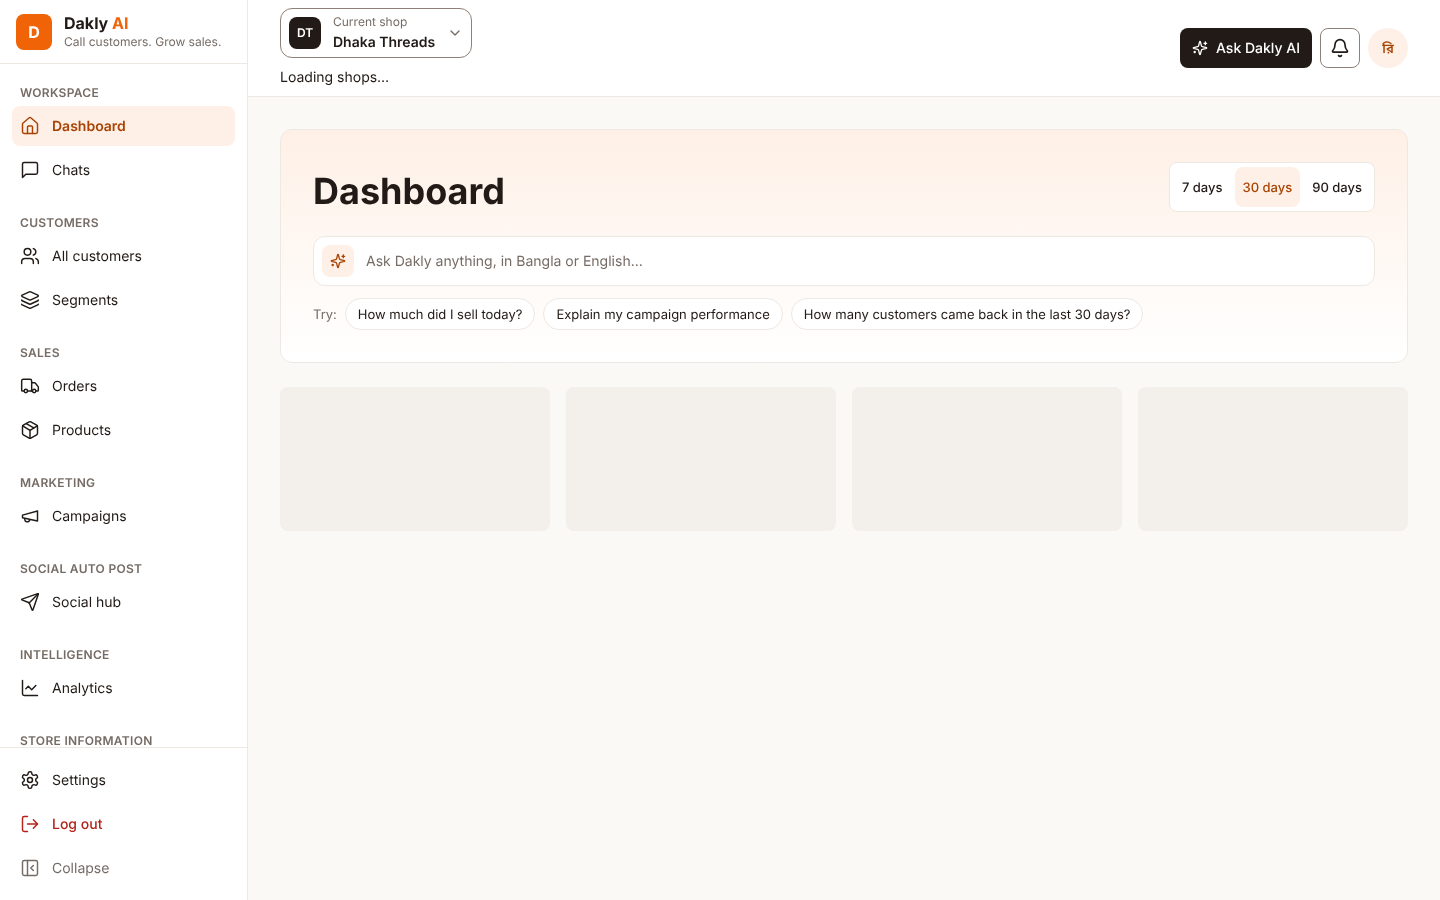 D
Dakly AI
Call customers. Grow sales.
WORKSPACE
Dashboard
Chats
CUSTOMERS
All customers
Segments
SALES
Orders
Products
MARKETING
Campaigns
SOCIAL AUTO POST
Social hub
INTELLIGENCE
Analytics
STORE INFORMATION
Settings
Log out
Collapse
DT
Current shop
Dhaka Threads
Loading shops...
Ask Dakly AI
রি
Dashboard
7 days
30 days
90 days
Ask Dakly anything, in Bangla or English...
Try:
How much did I sell today?
Explain my campaign performance
How many customers came back in the last 30 days?